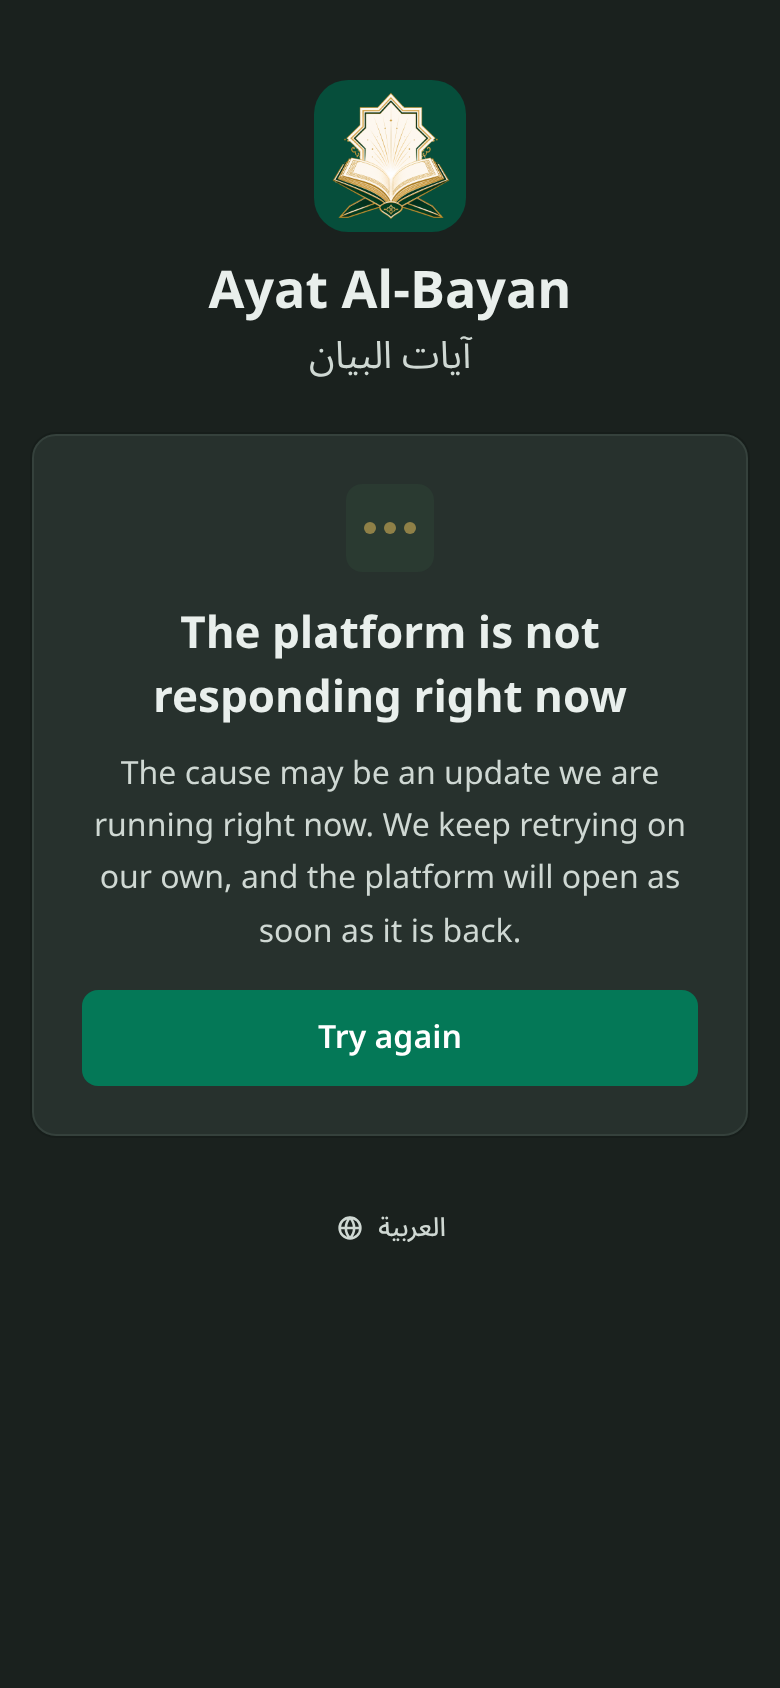 Ayat Al-Bayan
آيات البيان
The platform is not
responding right now
The cause may be an update we are
running right now. We keep retrying on
our own, and the platform will open as
soon as it is back.
Try again
العربية